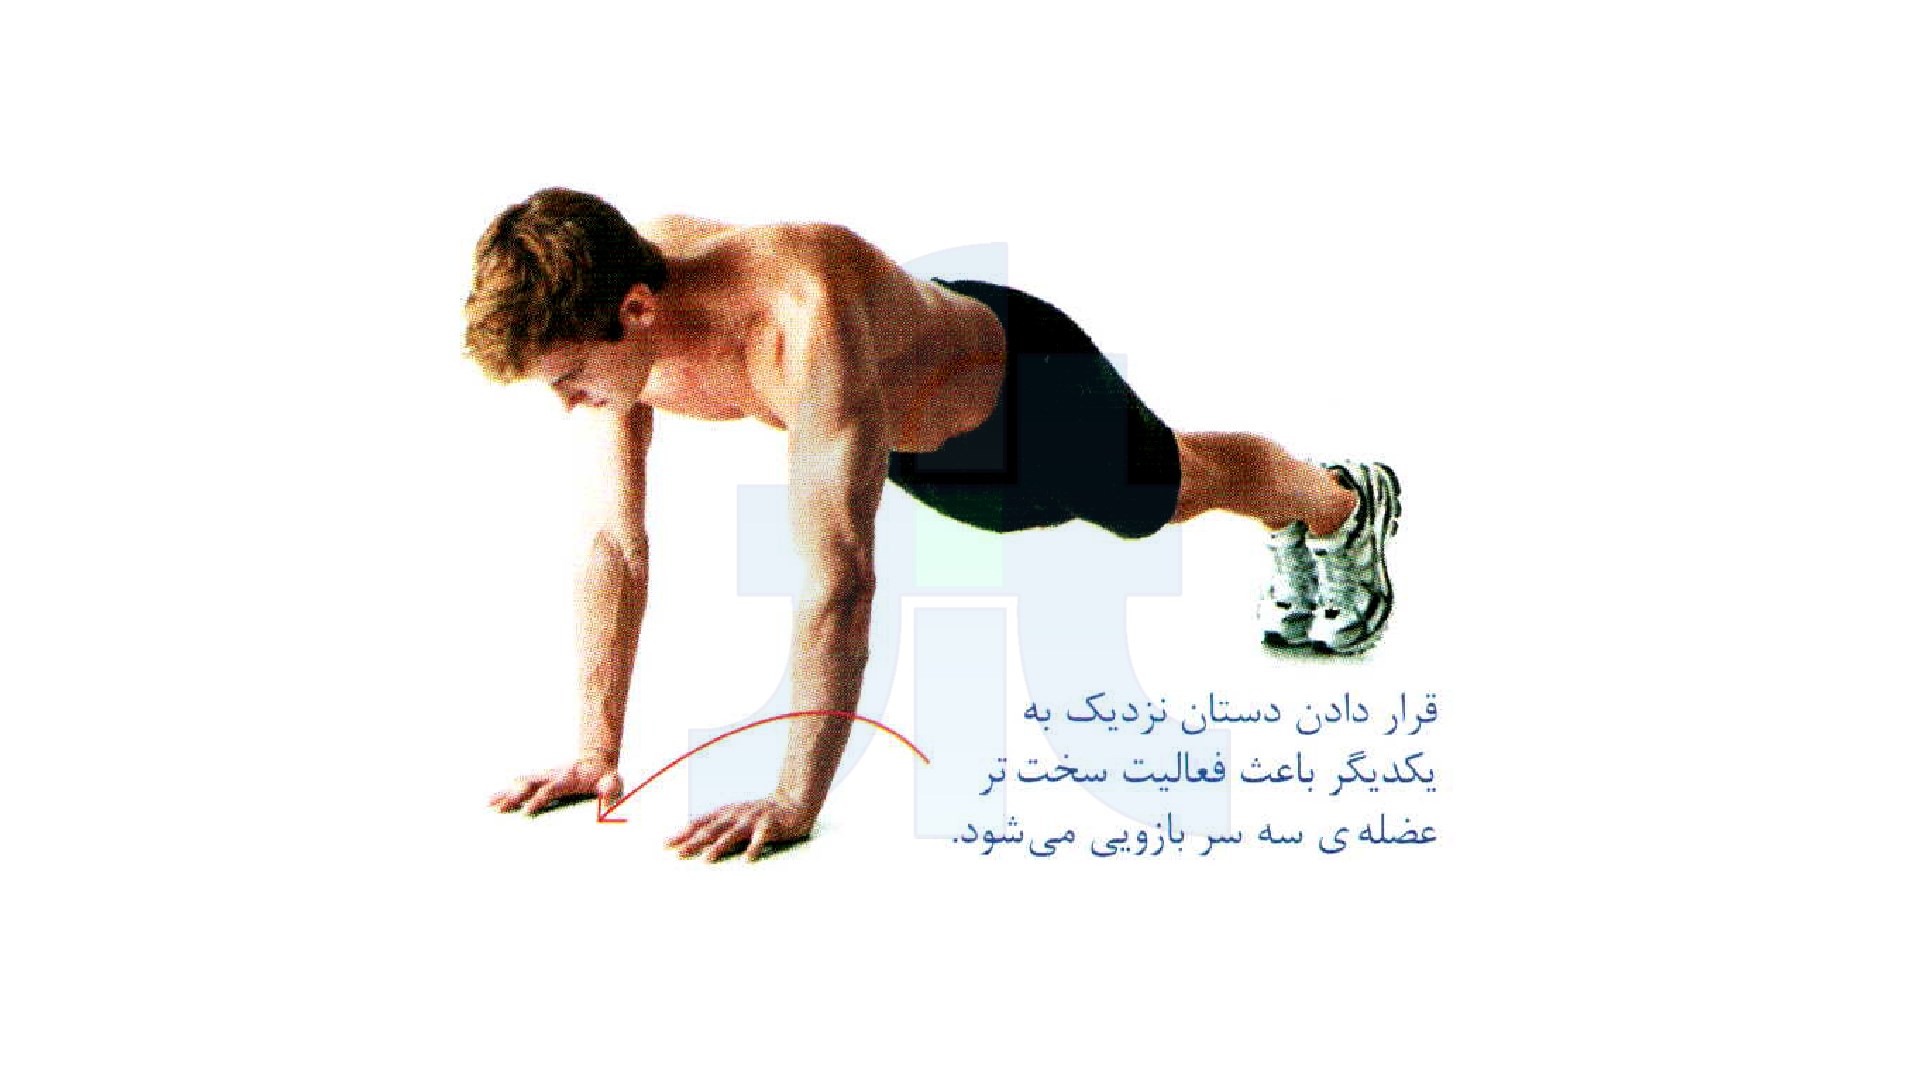 قرار دادن دستان نزدیک به
یکدیگر باعث فعالیت سخت تر
عضله ی سه سر بازویی می‌شود.